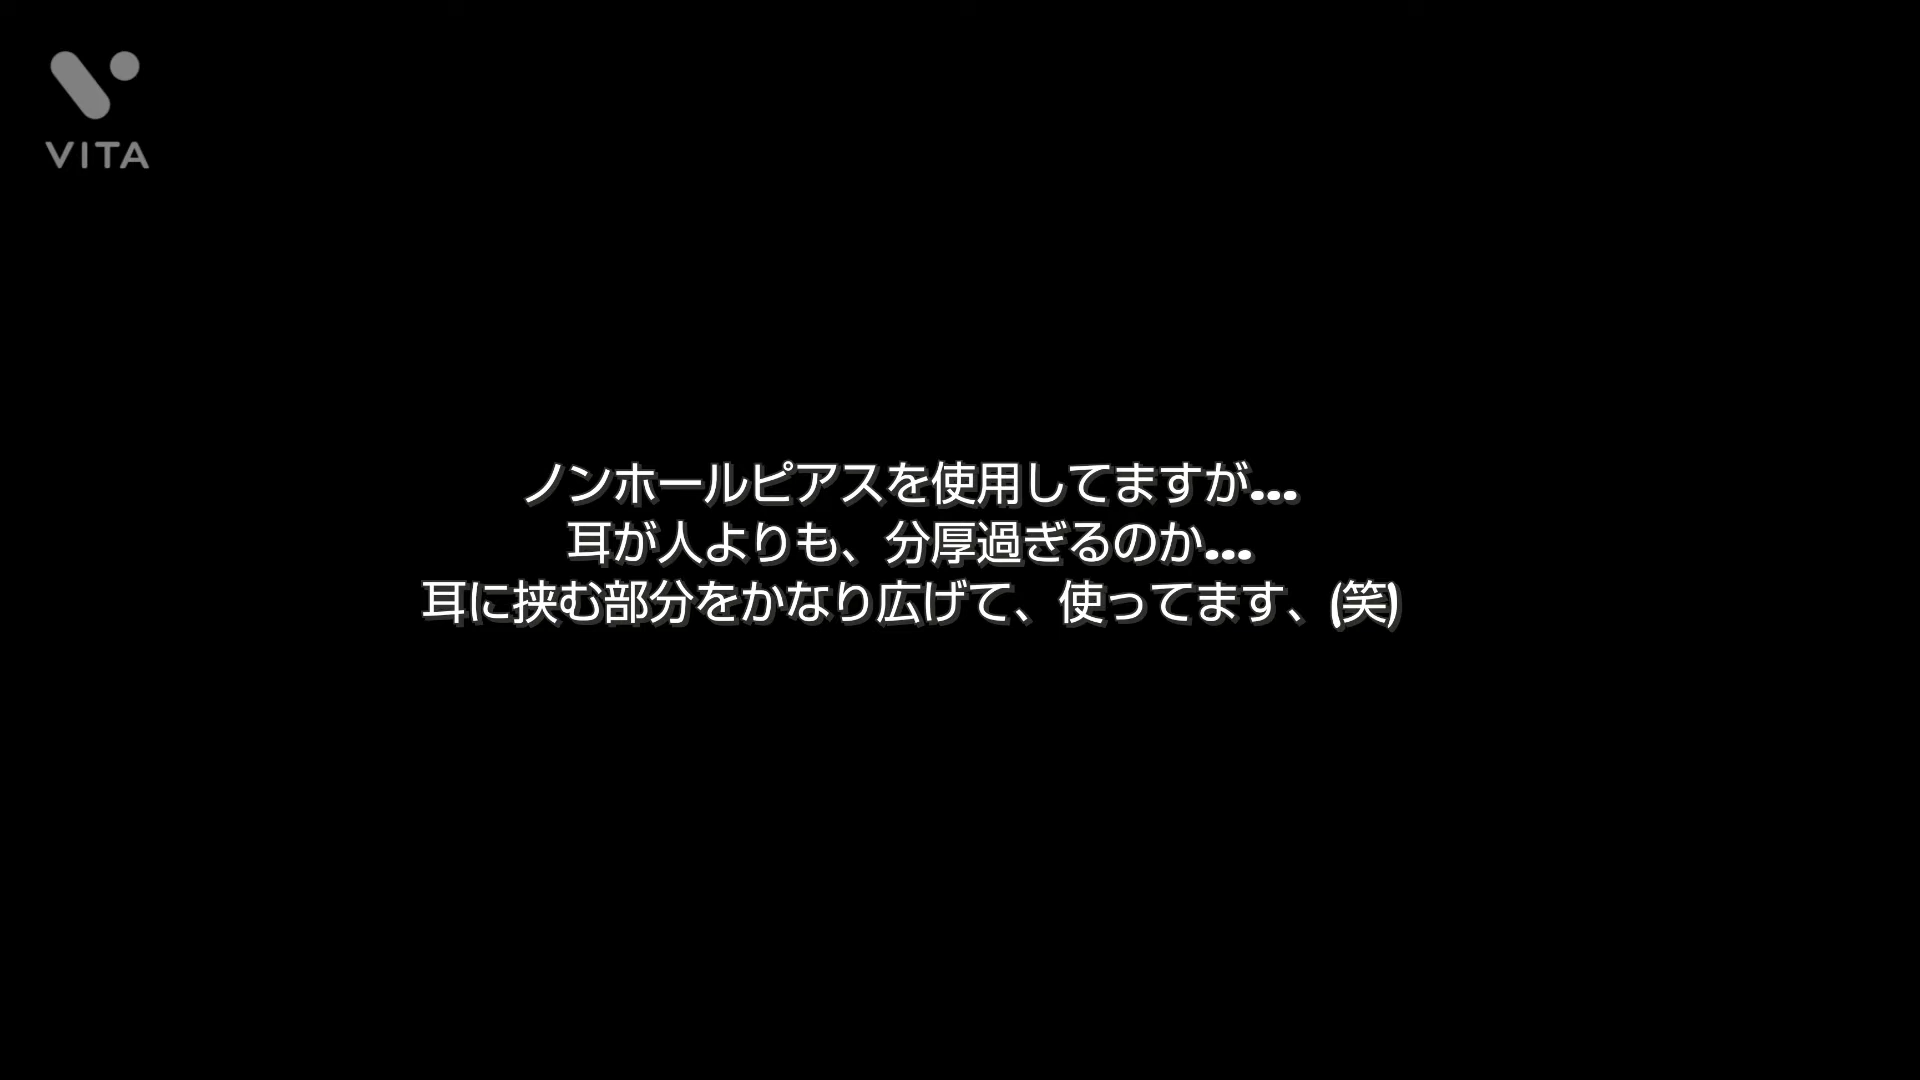 VITA
ノンホールピアスを使用してますが...
耳が人よりも、分厚過ぎるのか...
耳に挟む部分をかなり広げて、使ってます、(笑)